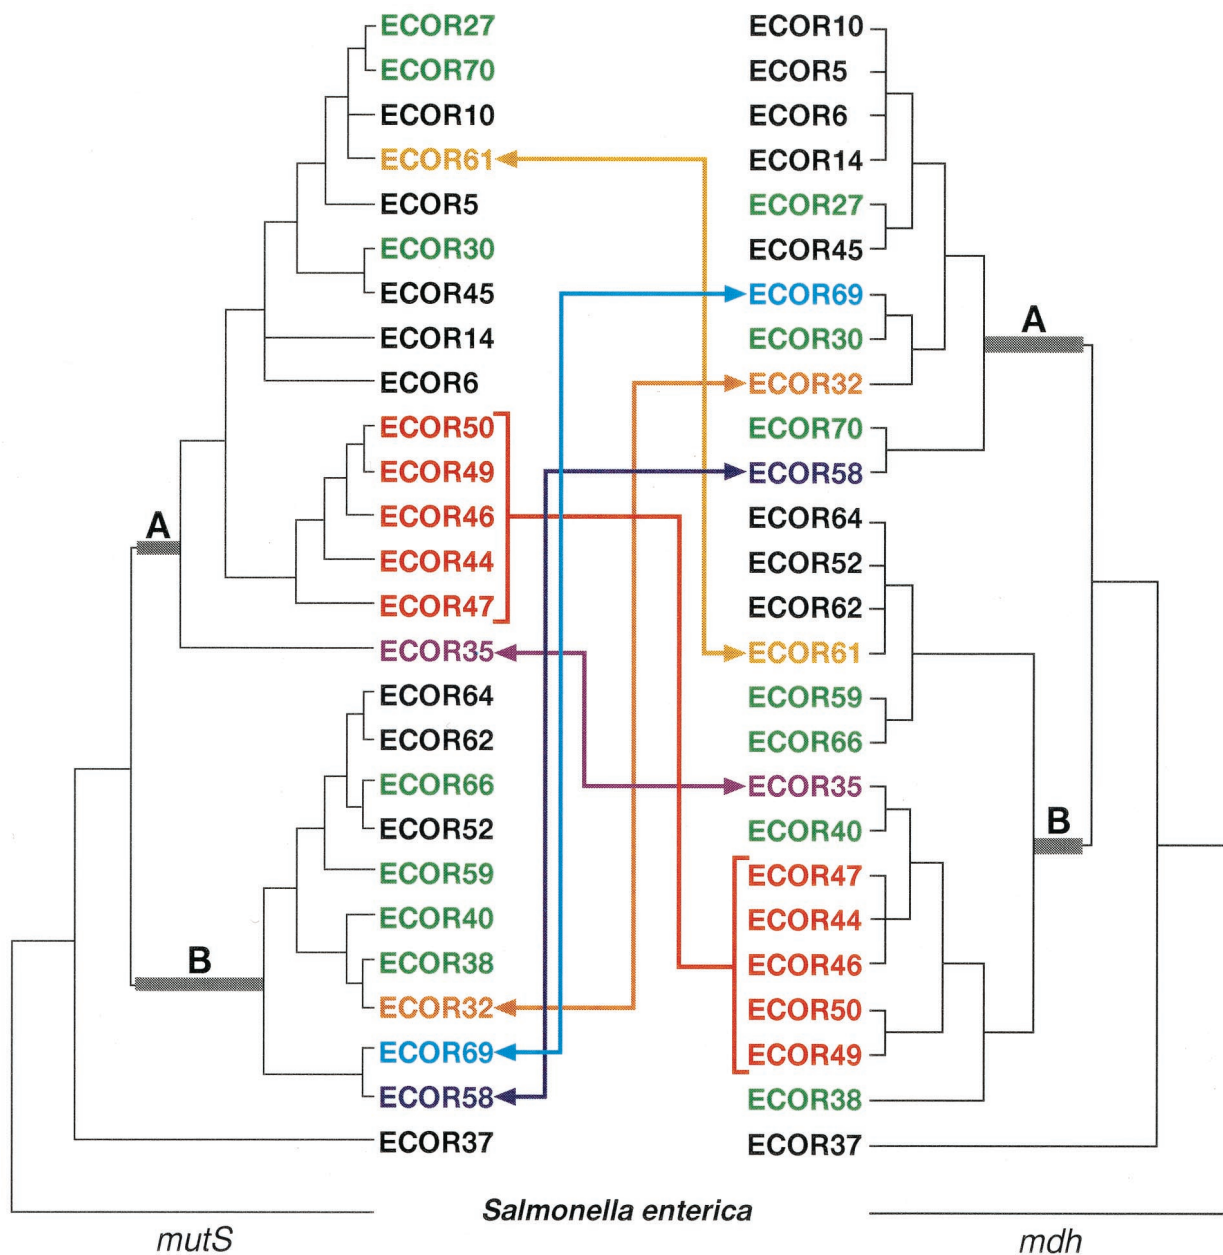 ECOR27
ECOR70
ECOR10
ECOR61
ECOR5
ECOR30
ECOR45
ECOR14
ECOR6
ECOR50
ECOR49
ECOR46
ECOR44
ECOR47
ECOR35
ECOR64
ECOR62
ECOR66
ECOR52
ECOR59
ECOR40
ECOR38
ECOR32
ECOR69
ECOR58
ECOR37
A
B
mutS
ECOR10
ECOR5
ECOR6
ECOR14
ECOR27
ECOR45
ECOR69
ECOR30
ECOR32
ECOR70
ECOR58
ECOR64
ECOR52
ECOR62
ECOR61
ECOR59
ECOR66
ECOR35
ECOR40
ECOR47
ECOR44
ECOR46
ECOR50
ECOR49
ECOR38
ECOR37
A
B
Salmonella enterica
mdh